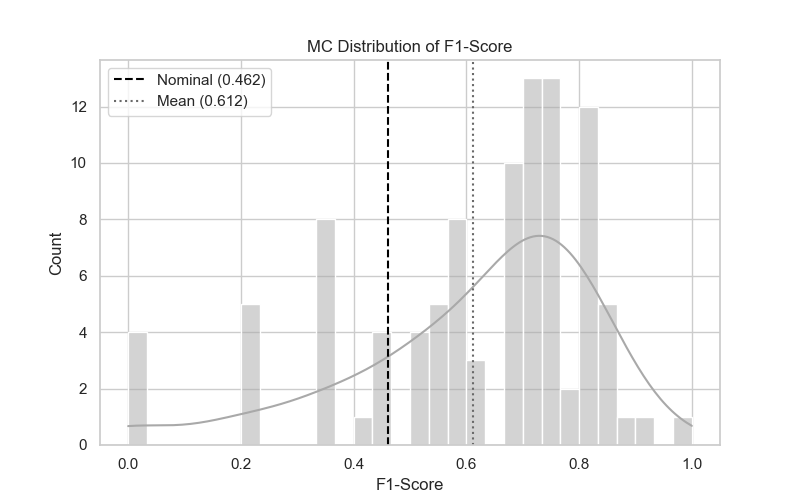 MC Distribution of F1-Score
Nominal (0.462)
Mean (0.612)
12
10
8
6
4
2
0
Count
0.0 0.2 0.4 0.6 0.8 1.0
F1-Score